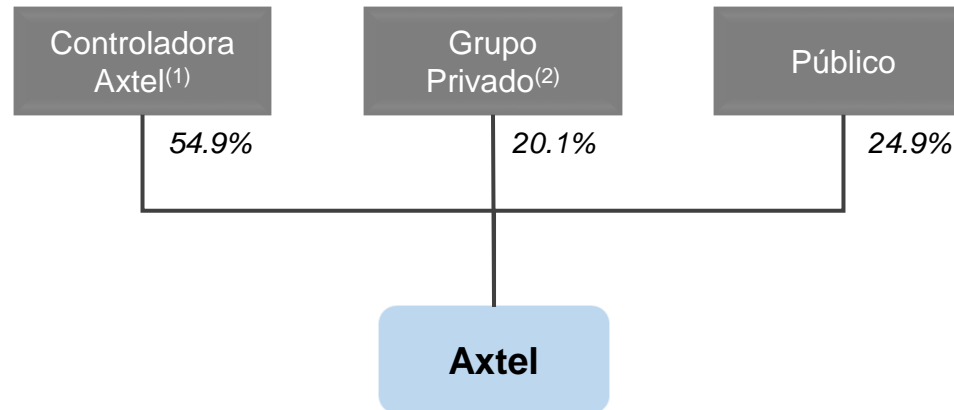 Controladora
Axtel(1)
Grupo
Privado(2)
Público
54.9%
20.1%
24.9%
Axtel